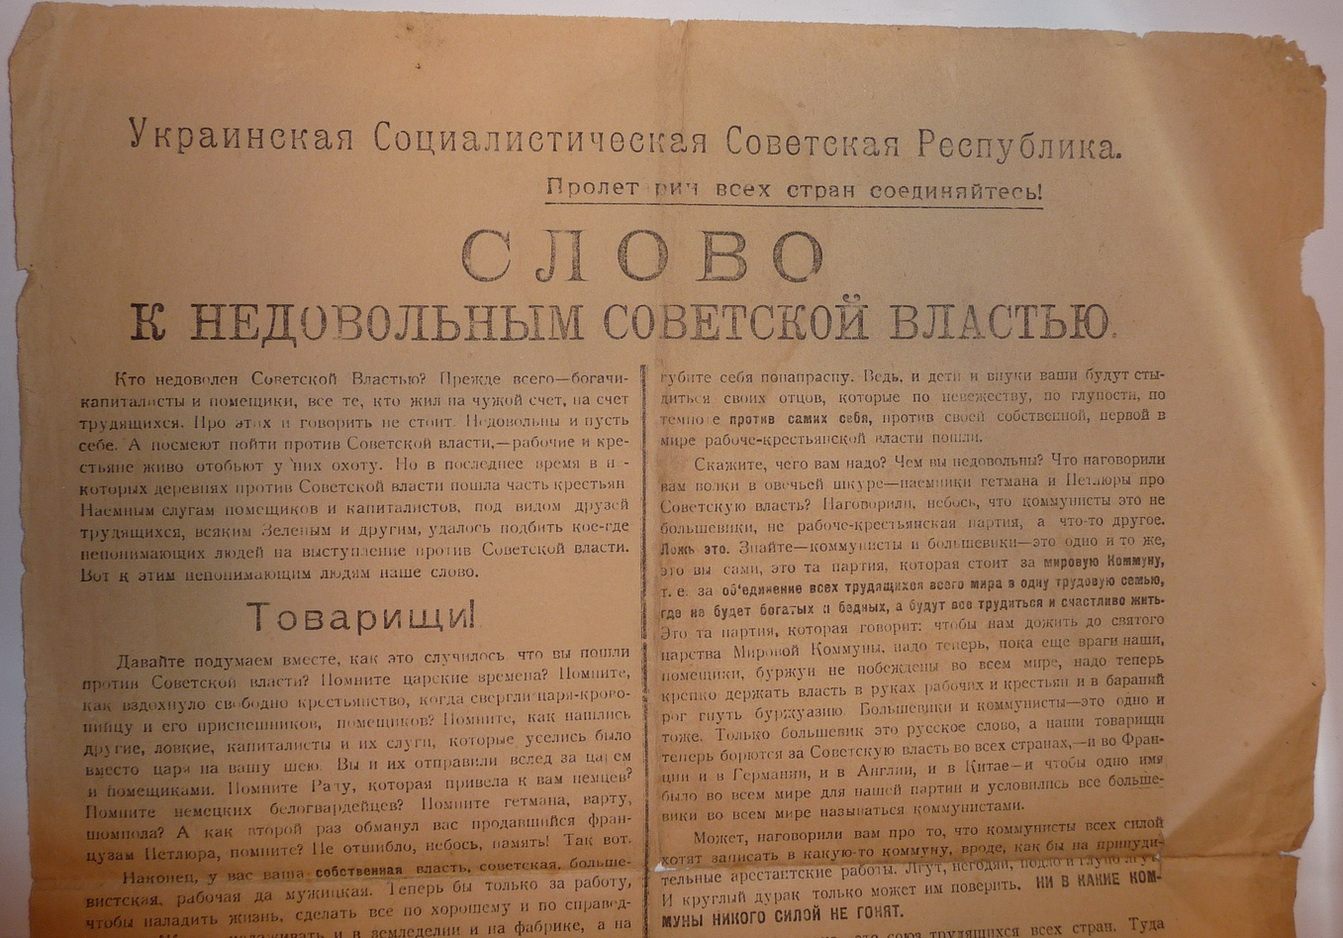 Украинская Социалистическая Советская Республика.
Пролет рии всех стран соединяйтесь!
СЛОВО
К НЕДОВОЛЬНЫМ СОВЕТСКОЙ ВЛАСТЬЮ.
Кто недоволен Советской Властью? Прежде всего—богачи-
капиталисты и помещики, все те, кто жил на чужой счет, на счет
трудящихся. Про этих и говорить не стоит. Недовольны и пусть
себе. А посмеют пойти против Советской власти,—рабочие и кре-
стьяне живо отобьют у них охоту. Но в последнее время в н -
которых деревнях против Советской власти пошла часть крестьян
Наемным слугам помещиков и капиталистов, под видом друзей
трудящихся, всяким Зеленым и другим, удалось подбить кое-где
непонимающих людей на выступление против Советской власти.
Вот к этим непонимающим людям наше слово.
Товарищи!
Давайте подумаем вместе, как это случилось что вы пошли
против Советской власти? Помните царские времена? Помните,
как вздохнуло свободно крестьянство, когда свергли царя-крово-
пийцу и его приспешников, помещиков? Помните, как нашлись
другие, ловкие, капиталисты и их слуги, которые уселись было
вместо царя на вашу шею. Вы и их отправили вслед за царем
и помещиками. Помните Раду, которая привела к вам немцев?
Помните немецких белогвардейцев? Помните гетмана, варту,
шомпола? А как второй раз обманул вас продавшийся фран-
цузам Петлюра, помните? Не отшибло, небось, память! Так вот.
Наконец, у вас ваша собственная власть, советская, больше-
вистская, рабочая да мужицкая. Теперь бы только за работу,
чтобы наладить жизнь, сделать все по хорошему и по справед-
и в земледелии и на фабрике, а на
губите себя понапрасну. Ведь, и дети и внуки ваши будут сты-
диться своих отцов, которые по невежеству, по глупости, по
темно е против самих себя, против своей собственной, первой в
мире рабоче-крестьянской власти пошли.
Скажите, чего вам надо? Чем вы недовольны? Что наговорили
вам волки в овечьей шкуре—наемники гетмана и Петлюры про
Советскую власть? Наговорили, небось, что коммунисты это не
большевики, не рабоче-крестьянская партия, а что-то другое.
Ложь это. Знайте—коммунисты и большевики—это одно и то же,
это вы сами, это та партия, которая стоит за мировую Коммуну,
т. е. за об'единение всех трудящихся всего мира в одну трудовую семью,
где не будет богатых и бедных, а будут все трудиться и счастливо жить.
Это та партия, которая говорит: чтобы нам дожить до святого
царства Мировой Коммуны, надо теперь, пока еще враги наши,
помещики, буржуи не побеждены во всем мире, надо теперь
крепко держать власть в руках рабочих и крестьян и в бараний
рог гнуть буржуазию. Большевики и коммунисты—это одно и
тоже. Только большевик это русское слово, а наши товарищи
теперь борются за Советскую власть во всех странах,—и во Фран-
ции и в Германии, и в Англии, и в Китае—и чтобы одно имя
было во всем мире для нашей партии и условились все больше-
вики во всем мире называться коммунистами.
Может, наговорили вам про то, что коммунисты всех силой
хотят записать в какую-то коммуну, вроде, как бы на принуди-
тельные арестантские работы. Лгут, негодяи, подло и глупо лгут,
И круглый дурак только может им поверить. НИ В КАКИЕ КОМ-
МУНЫ НИКОГО СИЛОЙ НЕ ГОНЯТ.
союз трудящихся всех стран. Туда